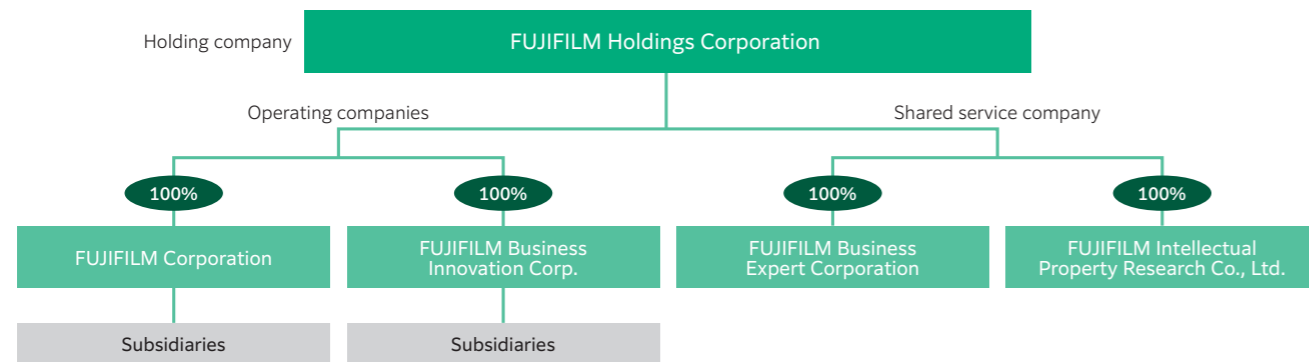 Holding company
FUJIFILM Holdings Corporation
Operating companies
Shared service company
100%
100%
100%
100%
FUJIFILM Corporation
FUJIFILM Business
Innovation Corp.
FUJIFILM Business
Expert Corporation
FUJIFILM Intellectual
Property Research Co., Ltd.
Subsidiaries
Subsidiaries